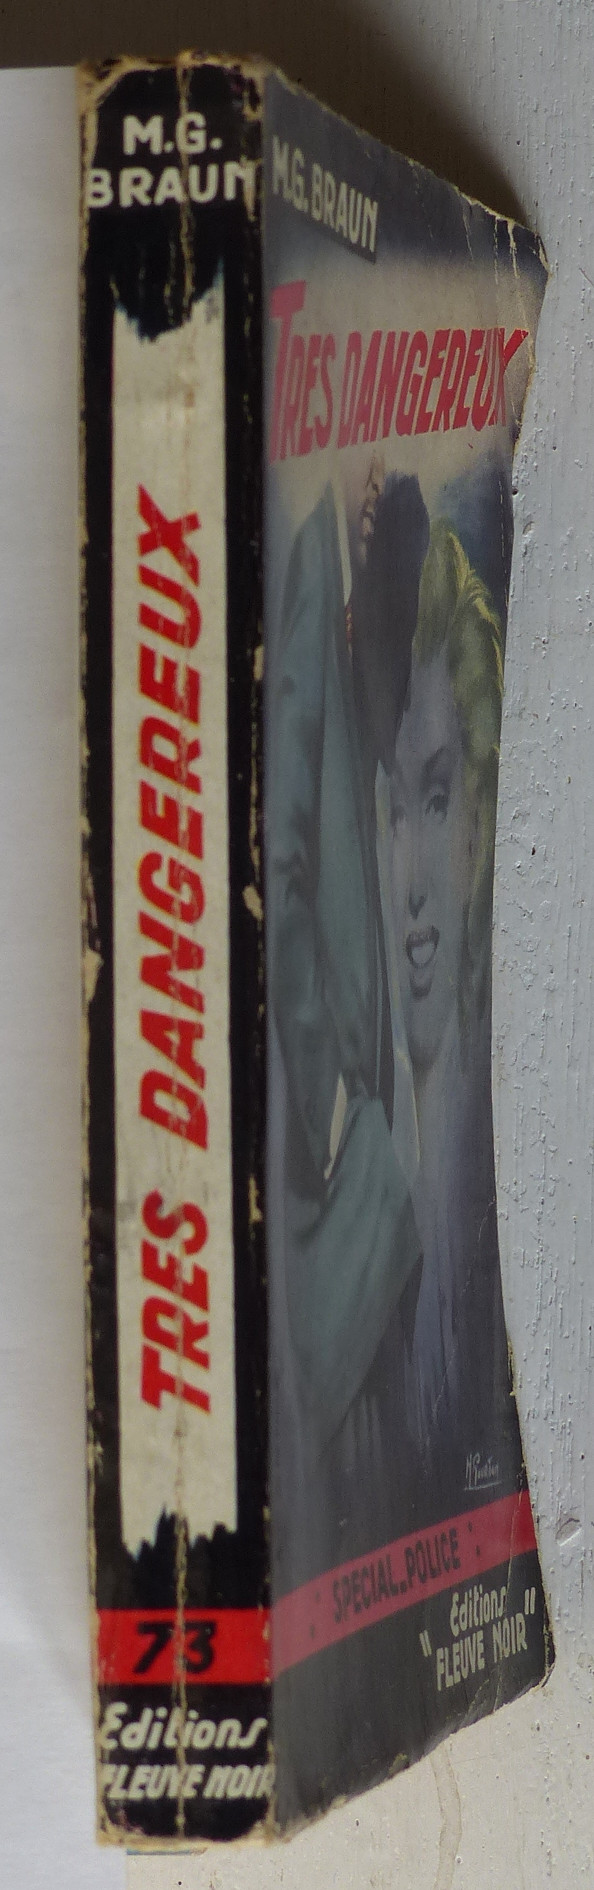 M.G.
BRAUN
TRES DANGEREUX
73
Editions
FLEUVE NOIR
M.G. BRAUN
TRES DANGEREUX
: SPECIAL-POLICE :
Editions
"FLEUVE NOIR"